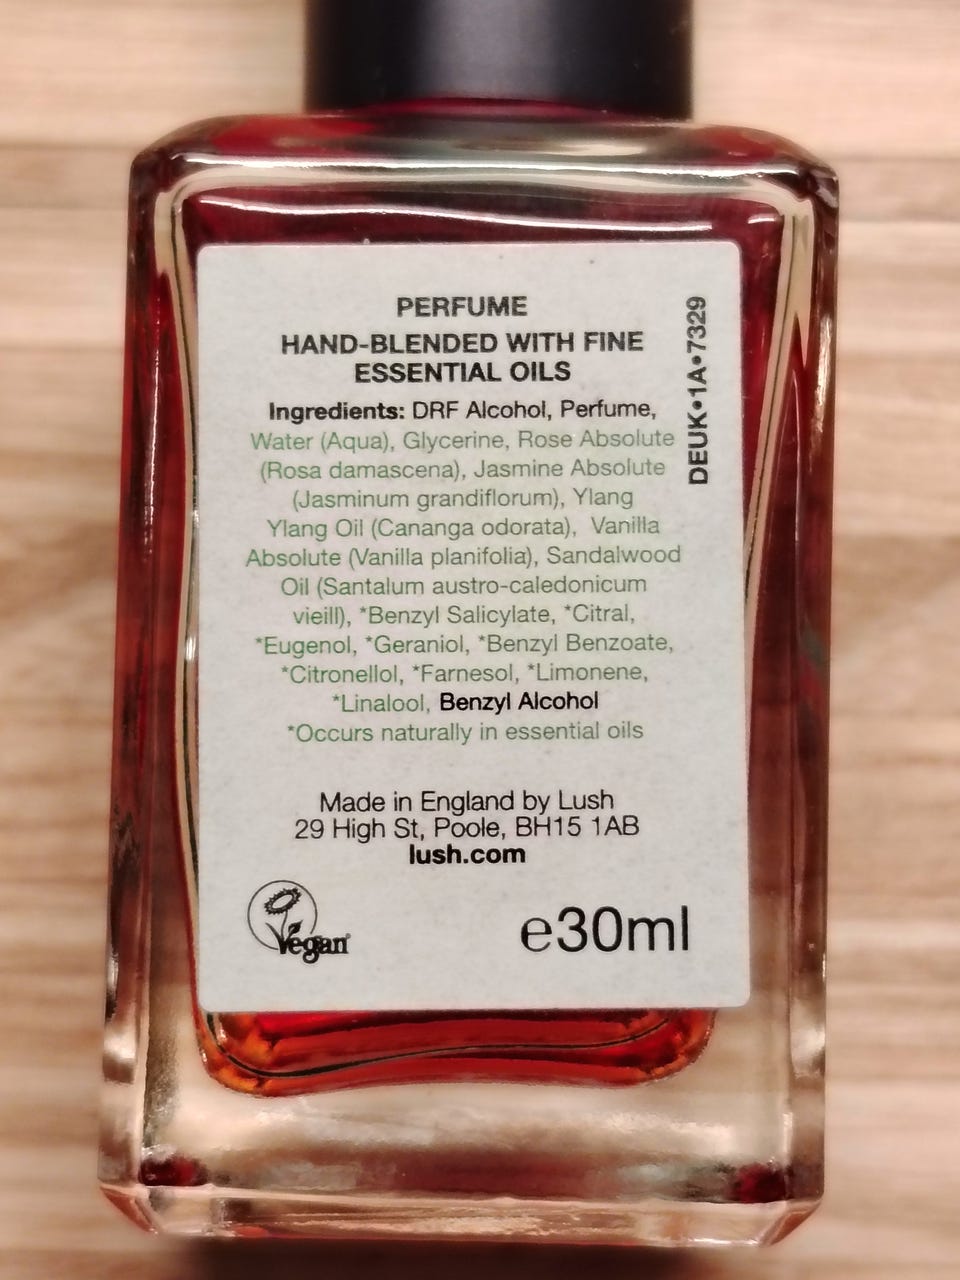 PERFUME
HAND-BLENDED WITH FINE
ESSENTIAL OILS
Ingredients: DRF Alcohol, Perfume,
Water (Aqua), Glycerine, Rose Absolute
(Rosa damascena), Jasmine Absolute
(Jasminum grandiflorum), Ylang
Ylang Oil (Cananga odorata), Vanilla
Absolute (Vanilla planifolia), Sandalwood
Oil (Santalum austro-caledonicum
vieill), *Benzyl Salicylate, *Citral,
*Eugenol, *Geraniol, *Benzyl Benzoate,
*Citronellol, *Farnesol, *Limonene,
*Linalool, Benzyl Alcohol
*Occurs naturally in essential oils
Made in England by Lush
29 High St, Poole, BH15 1AB
lush.com
Vegan
e30ml
DEUK•1A•7329